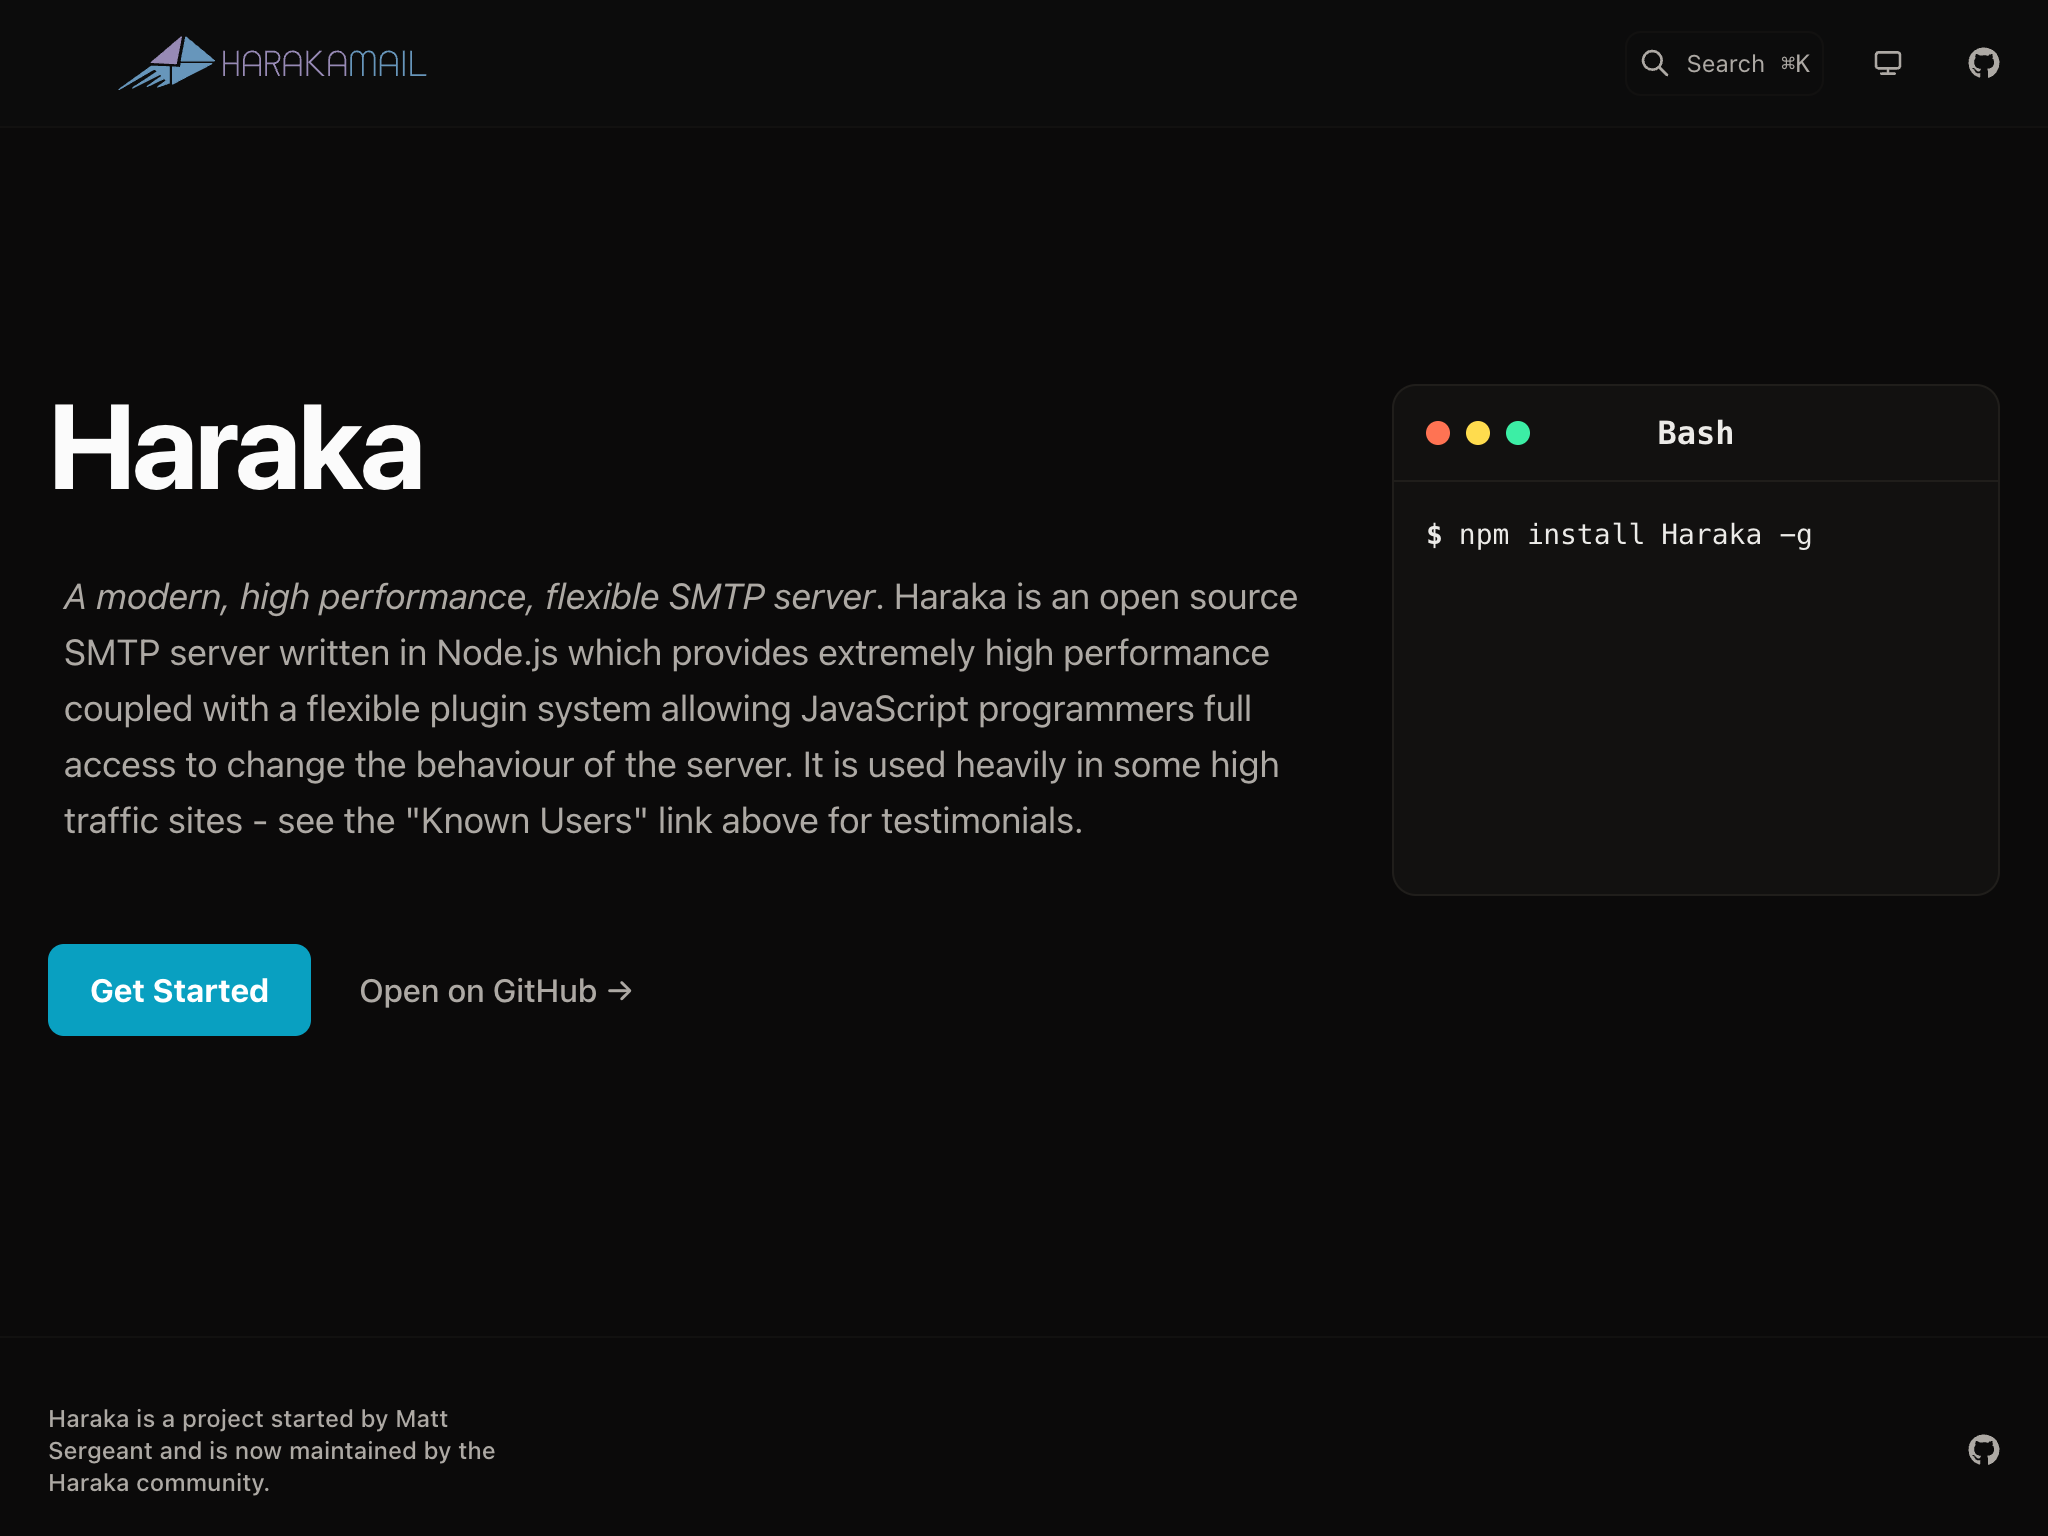 HARAKAMAIL
Search ⌘K
Haraka
A modern, high performance, flexible SMTP server. Haraka is an open source
SMTP server written in Node.js which provides extremely high performance
coupled with a flexible plugin system allowing JavaScript programmers full
access to change the behaviour of the server. It is used heavily in some high
traffic sites - see the "Known Users" link above for testimonials.
Get Started
Open on GitHub →
Bash
$ npm install Haraka -g
Haraka is a project started by Matt
Sergeant and is now maintained by the
Haraka community.